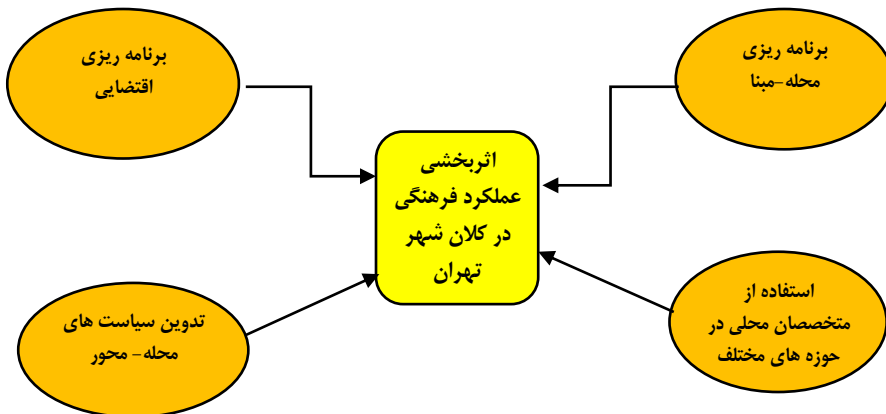 برنامه ریزی
محله-مبنا
برنامه ریزی
اقتضایی
اثربخشی
عملکرد فرهنگی
در کلان شهر
تهران
استفاده از
متخصصان محلی در
حوزه های مختلف
تدوین سیاست های
محله- محور